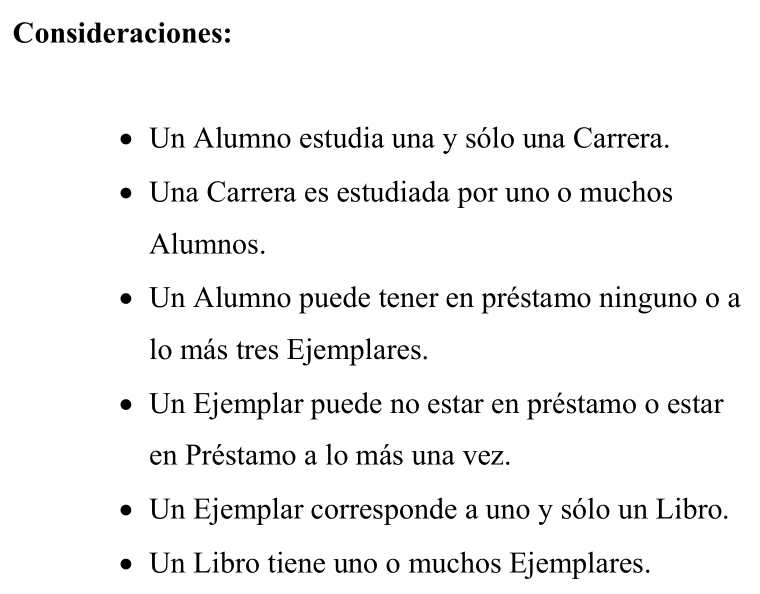 Consideraciones:
• Un Alumno estudia una y sólo una Carrera.
• Una Carrera es estudiada por uno o muchos
Alumnos.
• Un Alumno puede tener en préstamo ninguno o a
lo más tres Ejemplares.
• Un Ejemplar puede no estar en préstamo o estar
en Préstamo a lo más una vez.
• Un Ejemplar corresponde a uno y sólo un Libro.
• Un Libro tiene uno o muchos Ejemplares.